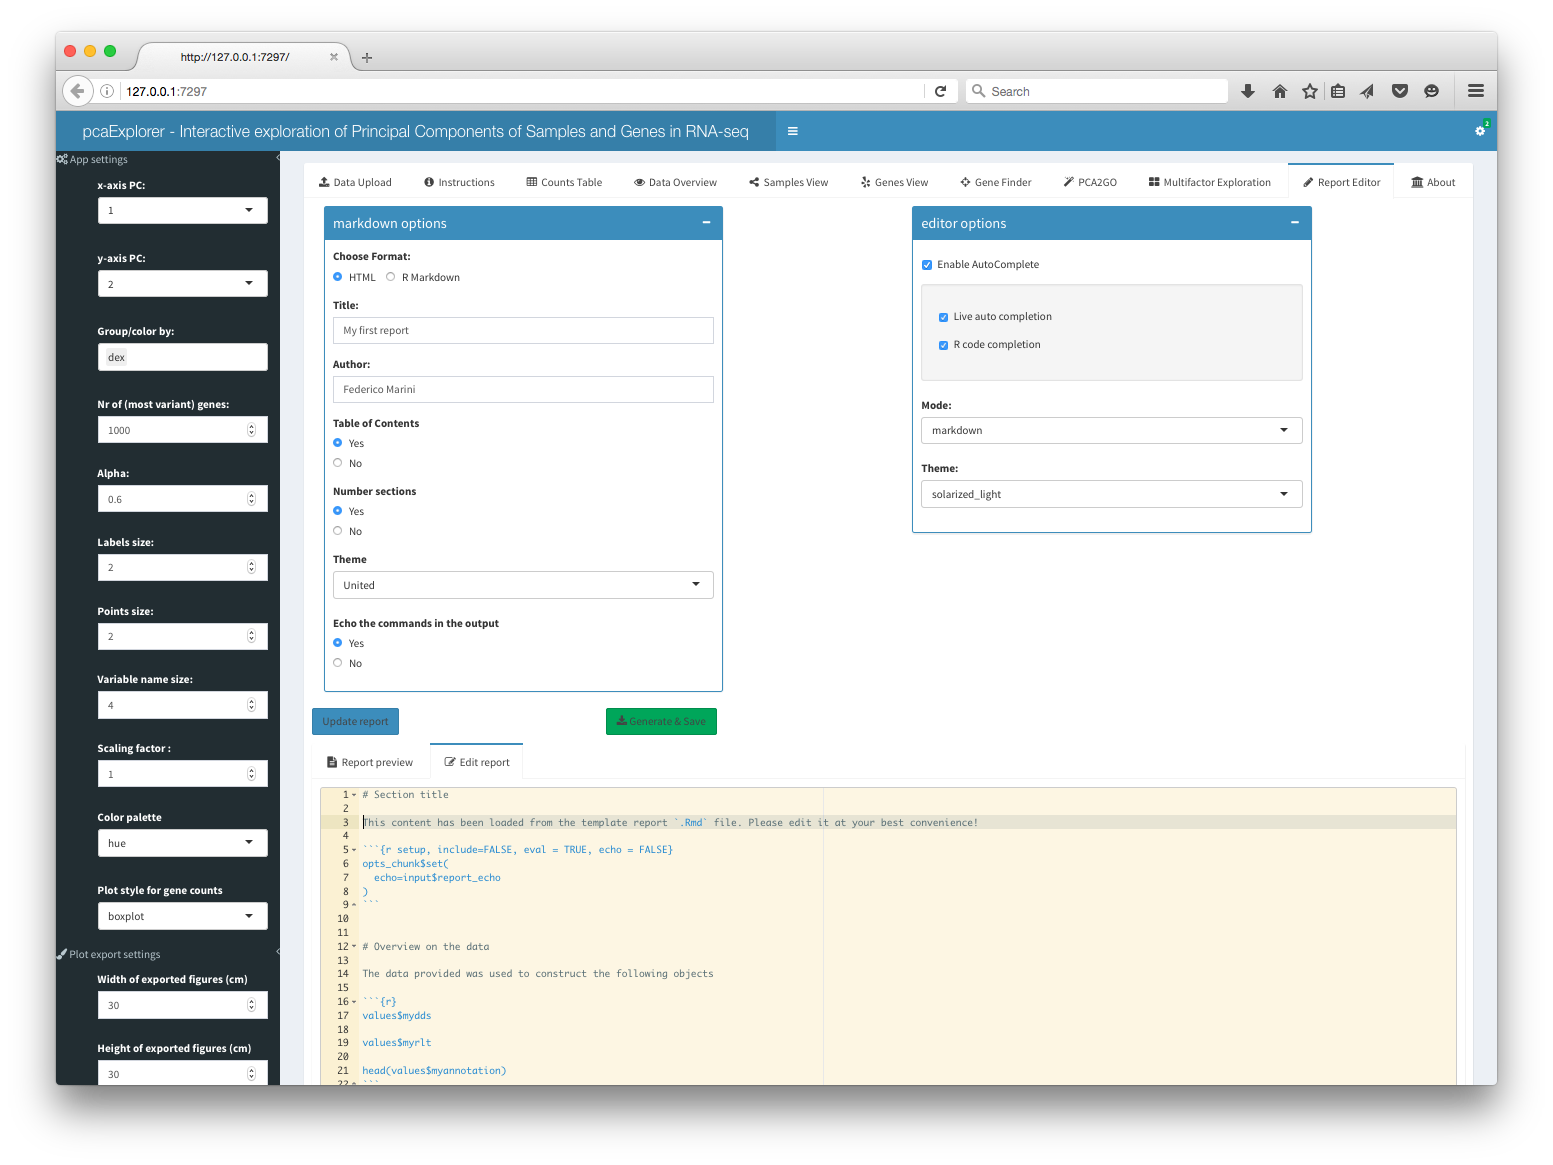 http://127.0.0.1:7297/
127.0.0.1:7297
Search
pcaExplorer - Interactive exploration of Principal Components of Samples and Genes in RNA-seq
2
App settings
x-axis PC:
1
y-axis PC:
2
Group/color by:
dex
Nr of (most variant) genes:
1000
Alpha:
0.6
Labels size:
2
Points size:
2
Variable name size:
4
Scaling factor :
1
Color palette
hue
Plot style for gene counts
boxplot
Plot export settings
Width of exported figures (cm)
30
Height of exported figures (cm)
30
Data Upload
Instructions
Counts Table
Data Overview
Samples View
Genes View
Gene Finder
PCA2GO
Multifactor Exploration
Report Editor
About
markdown options
Choose Format:
HTML R Markdown
Title:
My first report
Author:
Federico Marini
Table of Contents
Yes
No
Number sections
Yes
No
Theme
United
Echo the commands in the output
Yes
No
editor options
Enable AutoComplete
Live auto completion
R code completion
Mode:
markdown
Theme:
solarized_light
Update report
Generate & Save
Report preview
Edit report
1 # Section title
2
3 This content has been loaded from the template report `.Rmd` file. Please edit it at your best convenience!
4
5 ```{r setup, include=FALSE, eval = TRUE, echo = FALSE}
6 opts_chunk$set(
7   echo=input$report_echo
8 )
9 ```
10
11
12 # Overview on the data
13
14 The data provided was used to construct the following objects
15
16 ```{r}
17 values$mydds
18
19 values$myrlt
20
21 head(values$myannotation)
22 ```